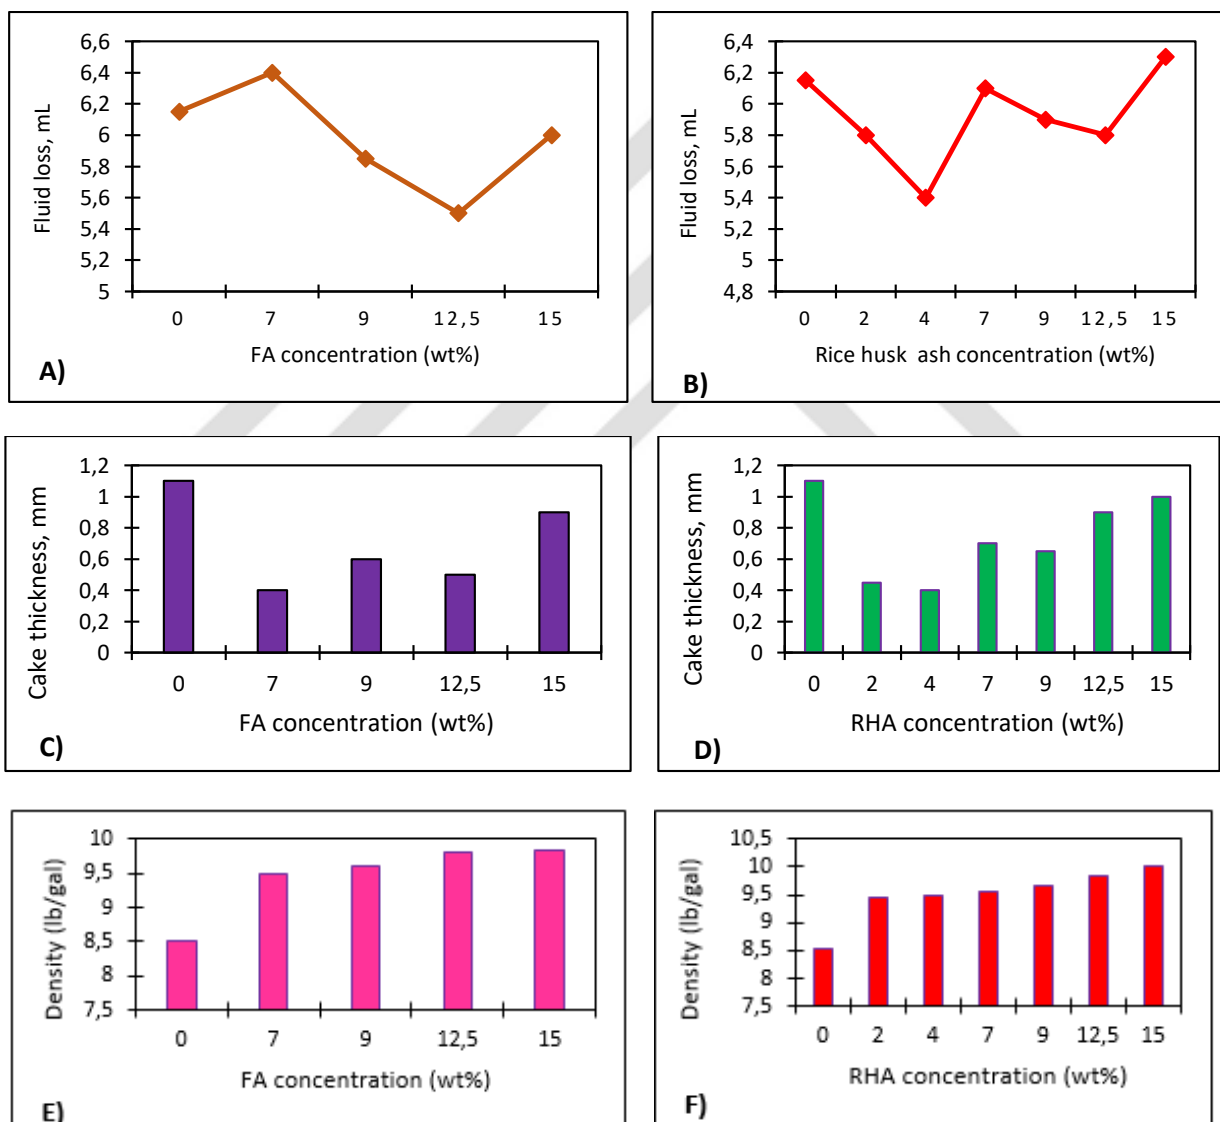 6,6
6,4
6,2
6
5,8
5,6
5,4
5,2
5
Fluid loss, mL
0 7 9 12,5 15
FA concentration (wt%)
A)
6,4
6,2
6
5,8
5,6
5,4
5,2
5
4,8
Fluid loss, mL
0 2 4 7 9 12,5 15
Rice husk ash concentration (wt%)
B)
1,2
1
0,8
0,6
0,4
0,2
0
Cake thickness, mm
0 7 9 12,5 15
FA concentration (wt%)
C)
1,2
1
0,8
0,6
0,4
0,2
0
Cake thickness, mm
0 2 4 7 9 12,5 15
RHA concentration (wt%)
D)
10
9,5
9
8,5
8
7,5
Density (lb/gal)
0 7 9 12,5 15
FA concentration (wt%)
E)
10,5
10
9,5
9
8,5
8
7,5
Density (lb/gal)
0 2 4 7 9 12,5 15
RHA concentration (wt%)
F)